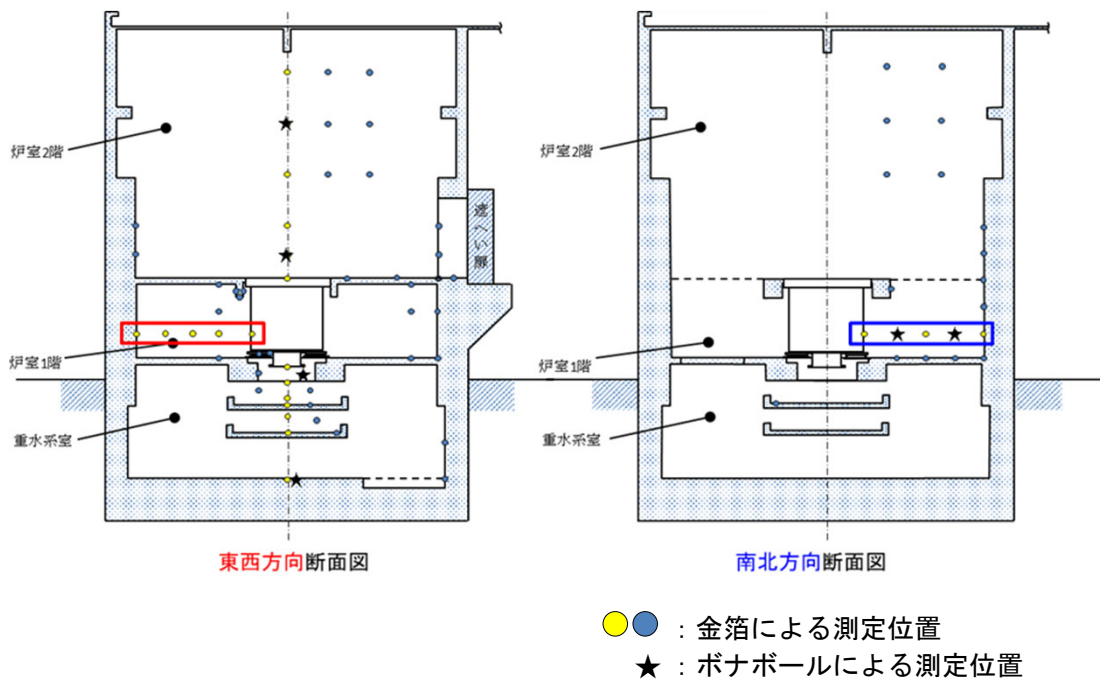 炉室2階
炉室1階
重水系室
遮へい扉
東西方向断面図
炉室2階
炉室1階
重水系室
南北方向断面図
：金箔による測定位置
★：ボナボールによる測定位置